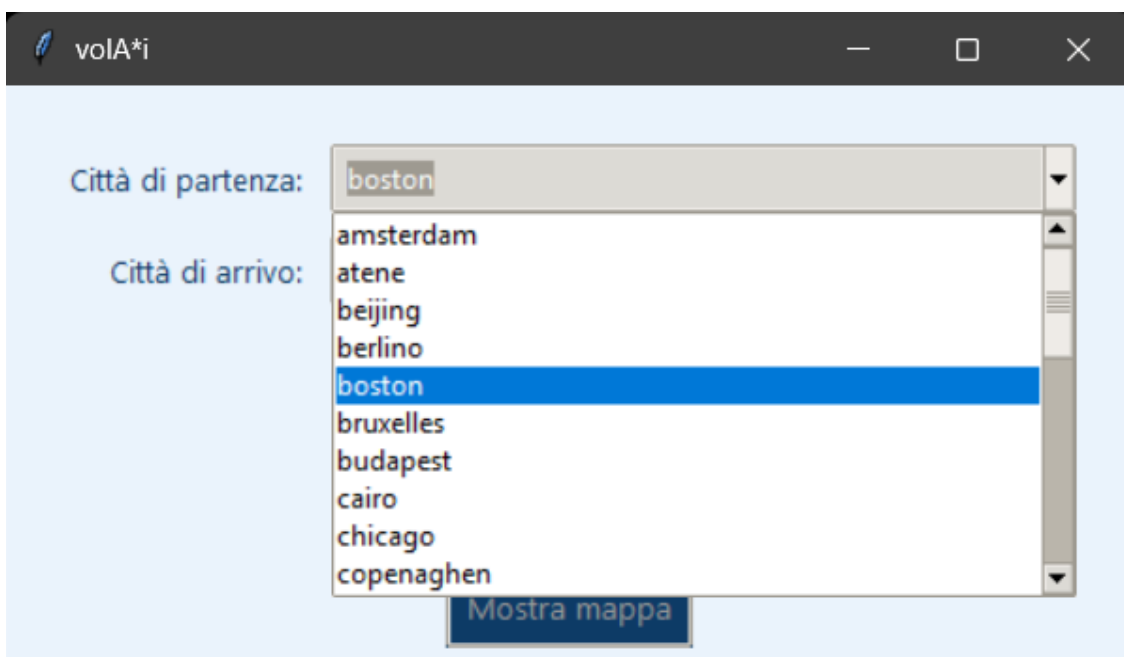 volA*i
Città di partenza: boston
Città di arrivo:
amsterdam
atene
beijing
berlino
boston
bruxelles
budapest
cairo
chicago
copenaghen
Mostra mappa